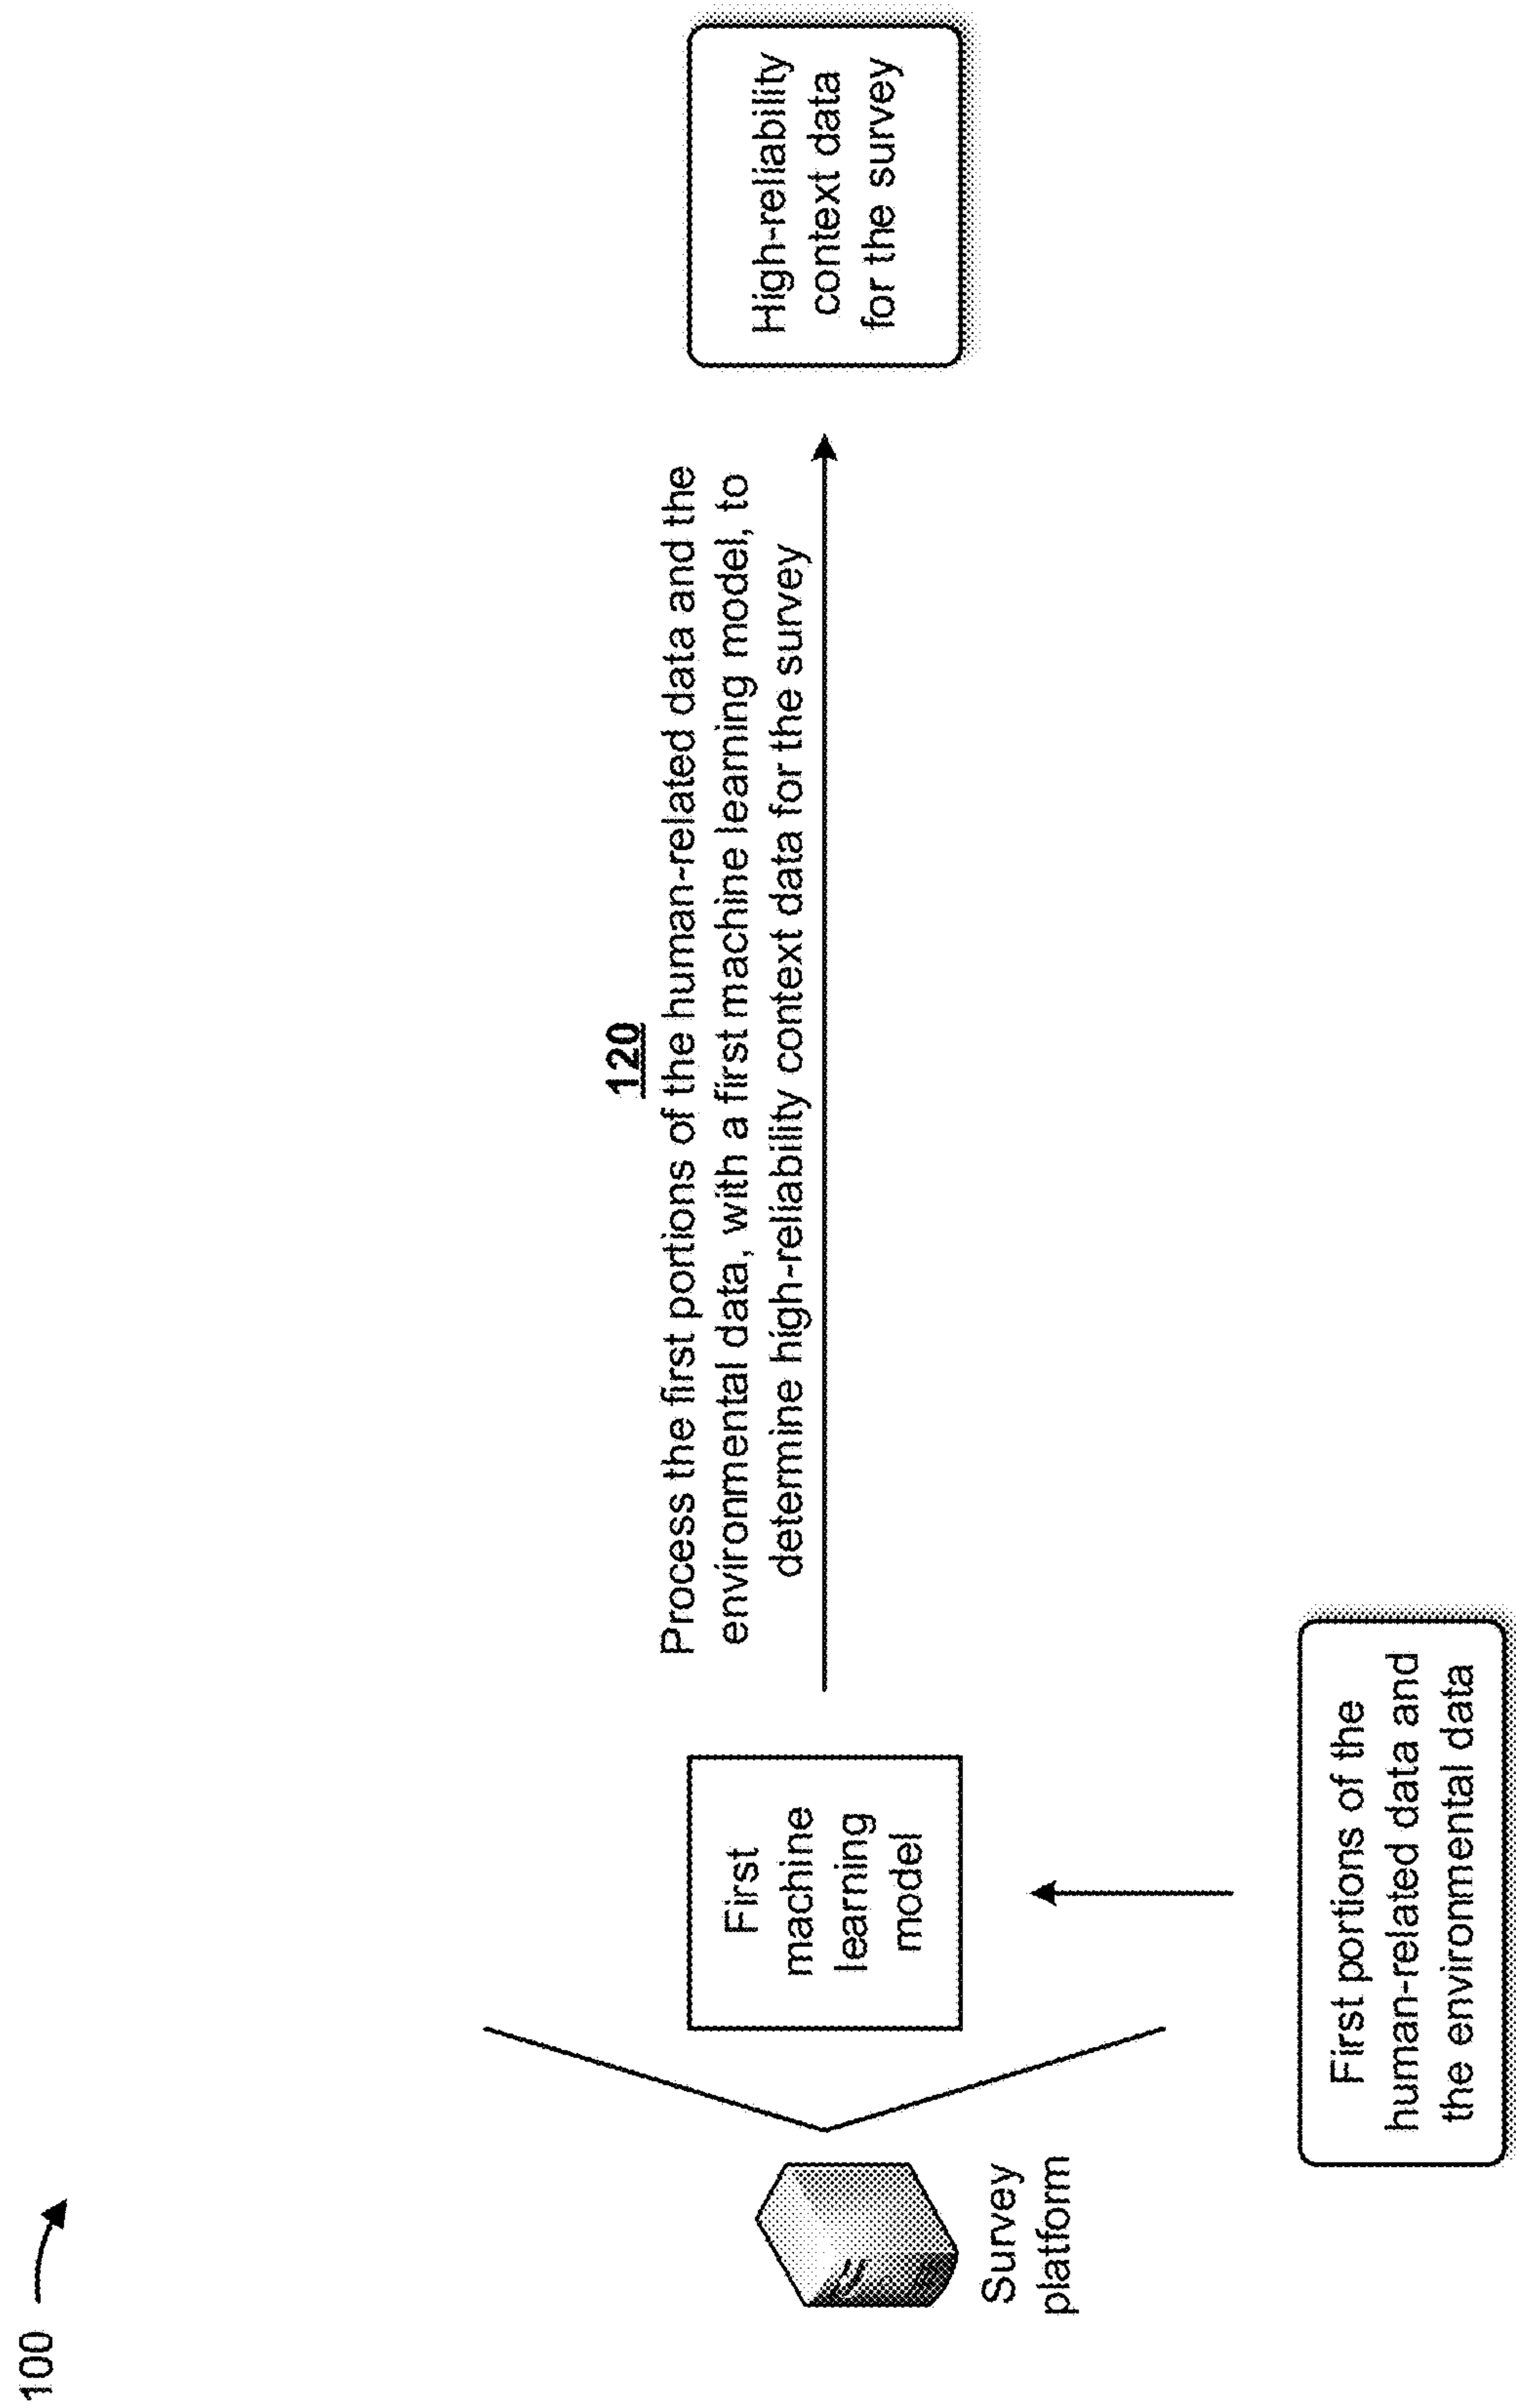 100
120
Process the first portions of the human-related data and the
environmental data, with a first machine learning model, to
determine high-reliability context data for the survey
Survey
platform
First
machine
learning
model
High-reliability
context data
for the survey
First portions of the
human-related data and
the environmental data